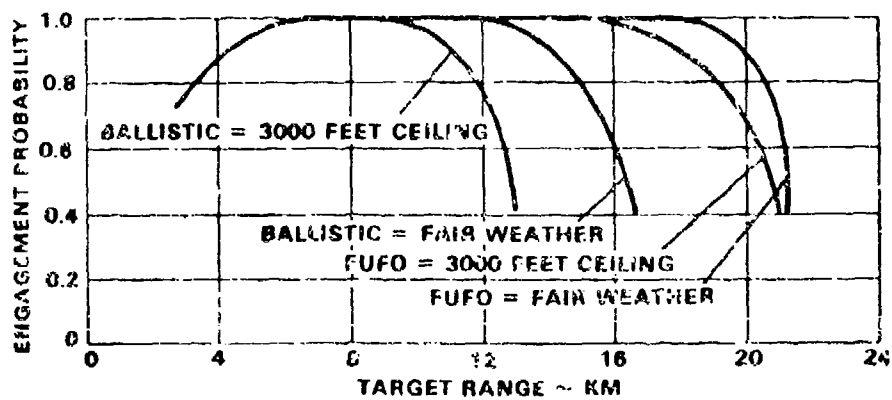 ENGAGEMENT PROBABILITY
1.0
0.8
0.6
0.4
0.2
0
BALLISTIC = 3000 FEET CEILING
BALLISTIC = FAIR WEATHER
FUFO = 3000 FEET CEILING
FUFO = FAIR WEATHER
0 4 8 12 16 20 24
TARGET RANGE ~ KM